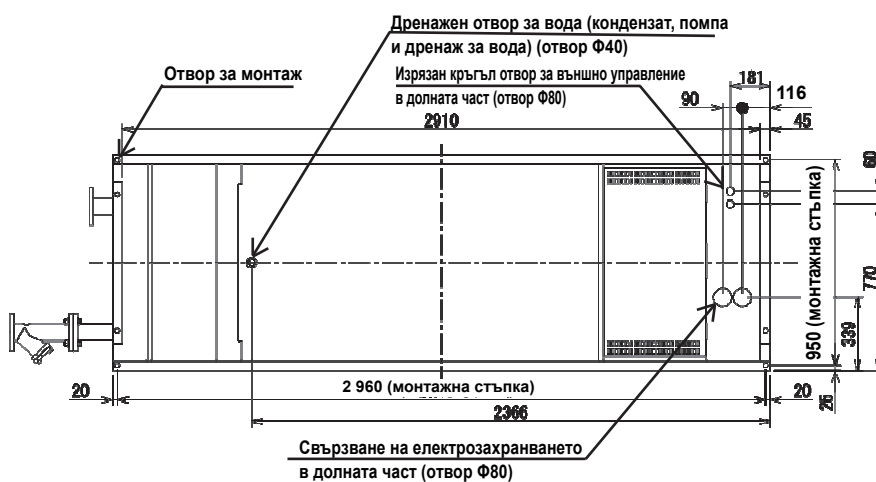 Дренажен отвор за вода (кондензат, помпа
и дренаж за вода) (отвор Ф40)
Отвор за монтаж
Изрязан кръгъл отвор за външно управление
в долната част (отвор Ф80)
181
90
116
2910
45
60
950 (монтажна стъпка)
770
339
20
2 960 (монтажна стъпка)
20
26
2366
Свързване на електрозахранването
в долната част (отвор Ф80)